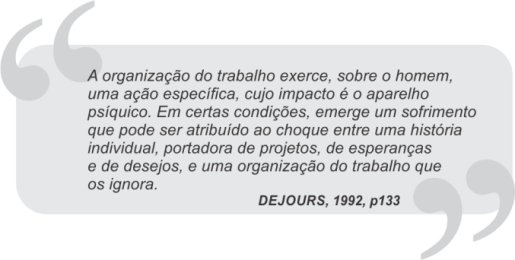 A organização do trabalho exerce, sobre o homem,
uma ação específica, cujo impacto é o aparelho
psíquico. Em certas condições, emerge um sofrimento
que pode ser atribuído ao choque entre uma história
individual, portadora de projetos, de esperanças
e de desejos, e uma organização do trabalho que
os ignora.
DEJOURS, 1992, p133